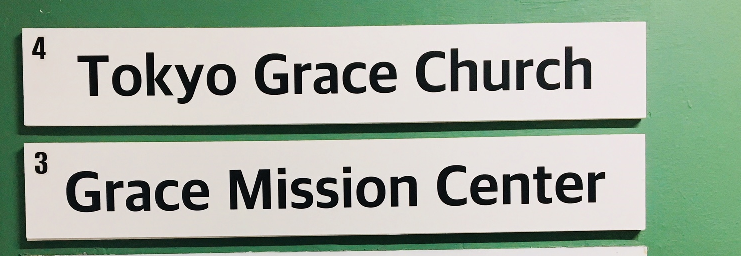 4 Tokyo Grace Church
3 Grace Mission Center